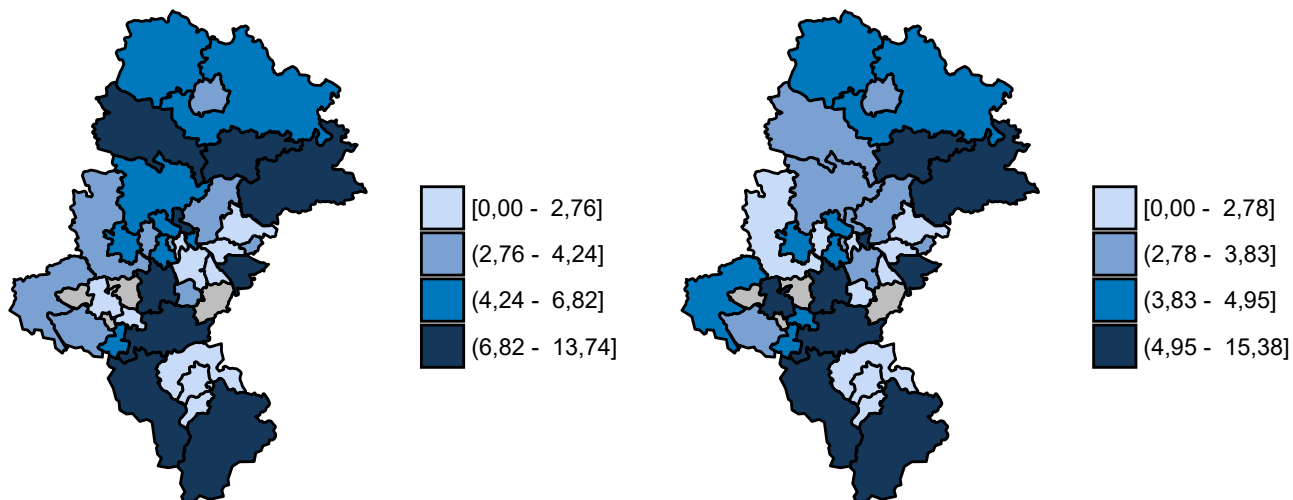 [0,00 - 2,76]
(2,76 - 4,24]
(4,24 - 6,82]
(6,82 - 13,74]
[0,00 - 2,78]
(2,78 - 3,83]
(3,83 - 4,95]
(4,95 - 15,38]